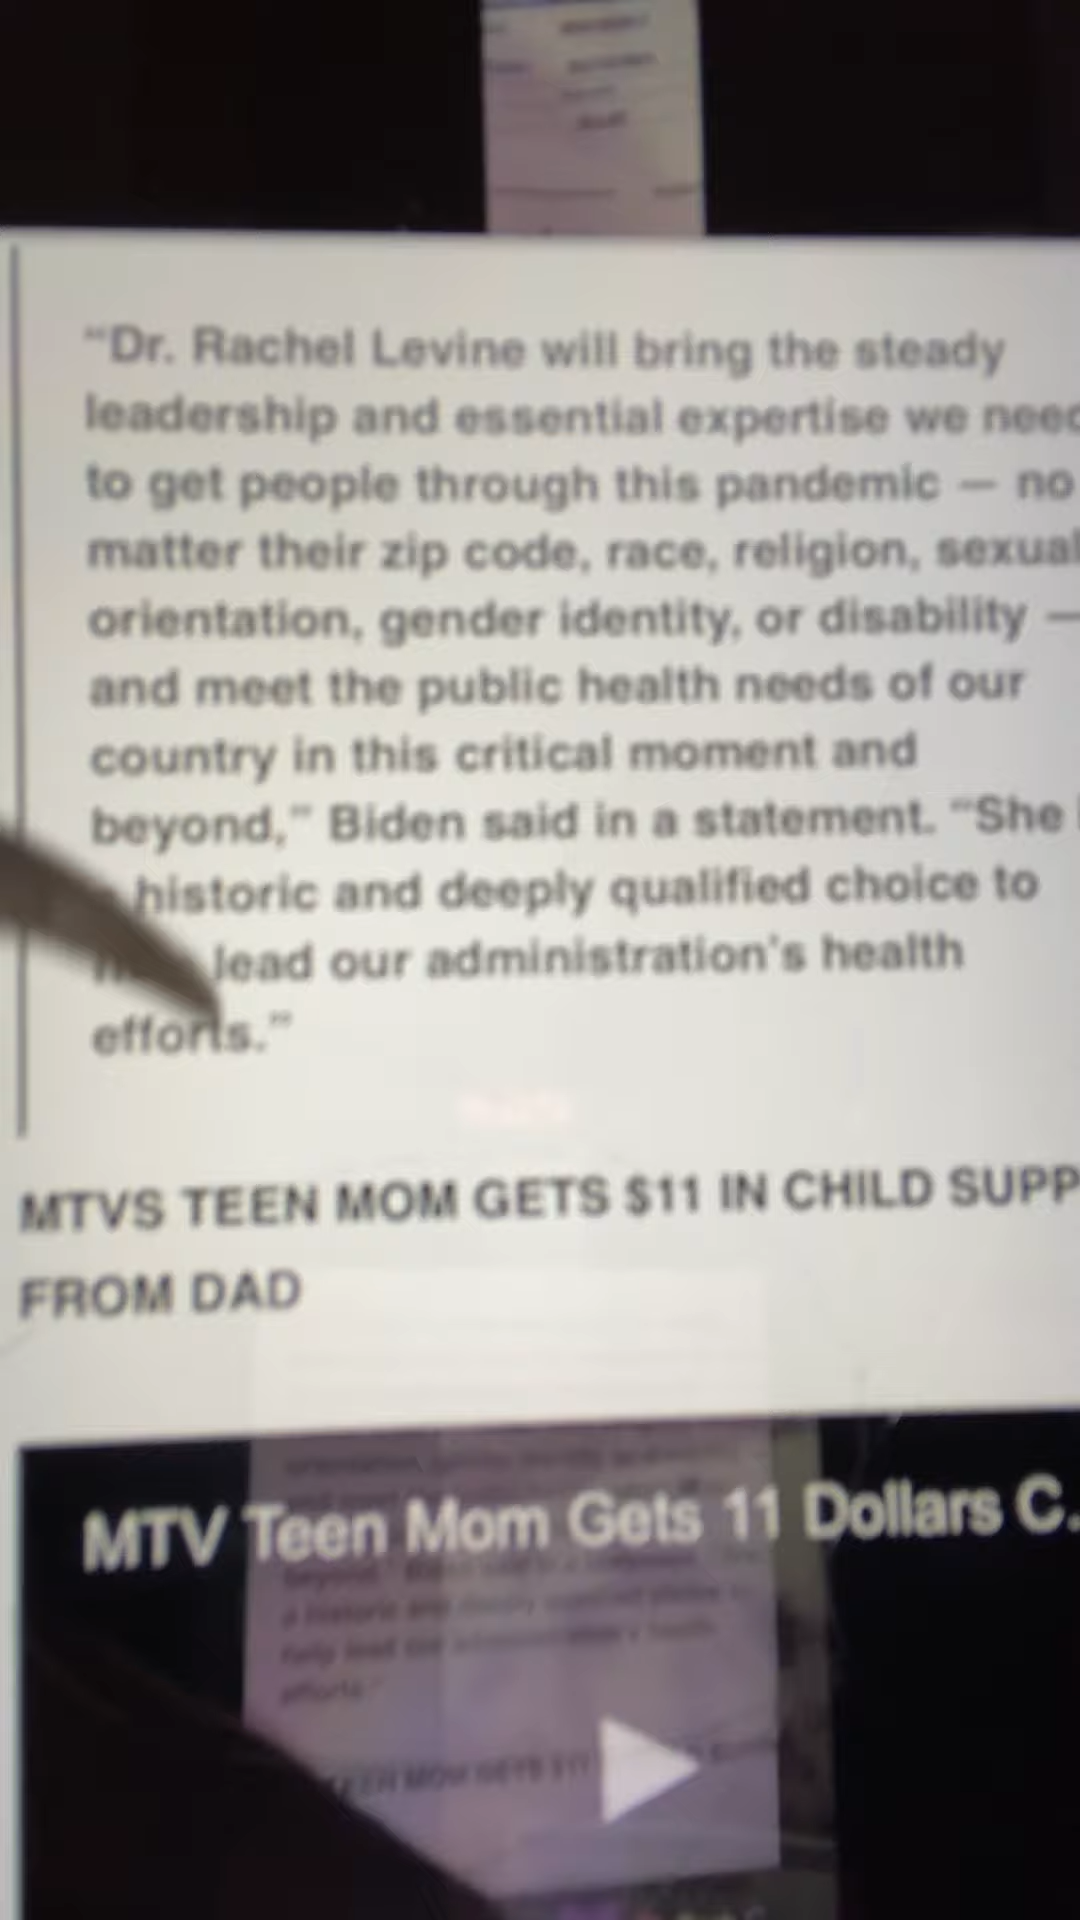 “Dr. Rachel Levine will bring the steady
leadership and essential expertise we need
to get people through this pandemic — no
matter their zip code, race, religion, sexual
orientation, gender identity, or disability —
and meet the public health needs of our
country in this critical moment and
beyond,” Biden said in a statement. “She
historic and deeply qualified choice to
lead our administration's health
efforts.”
MTVS TEEN MOM GETS $11 IN CHILD SUPP
FROM DAD
MTV Teen Mom Gets 11 Dollars C.